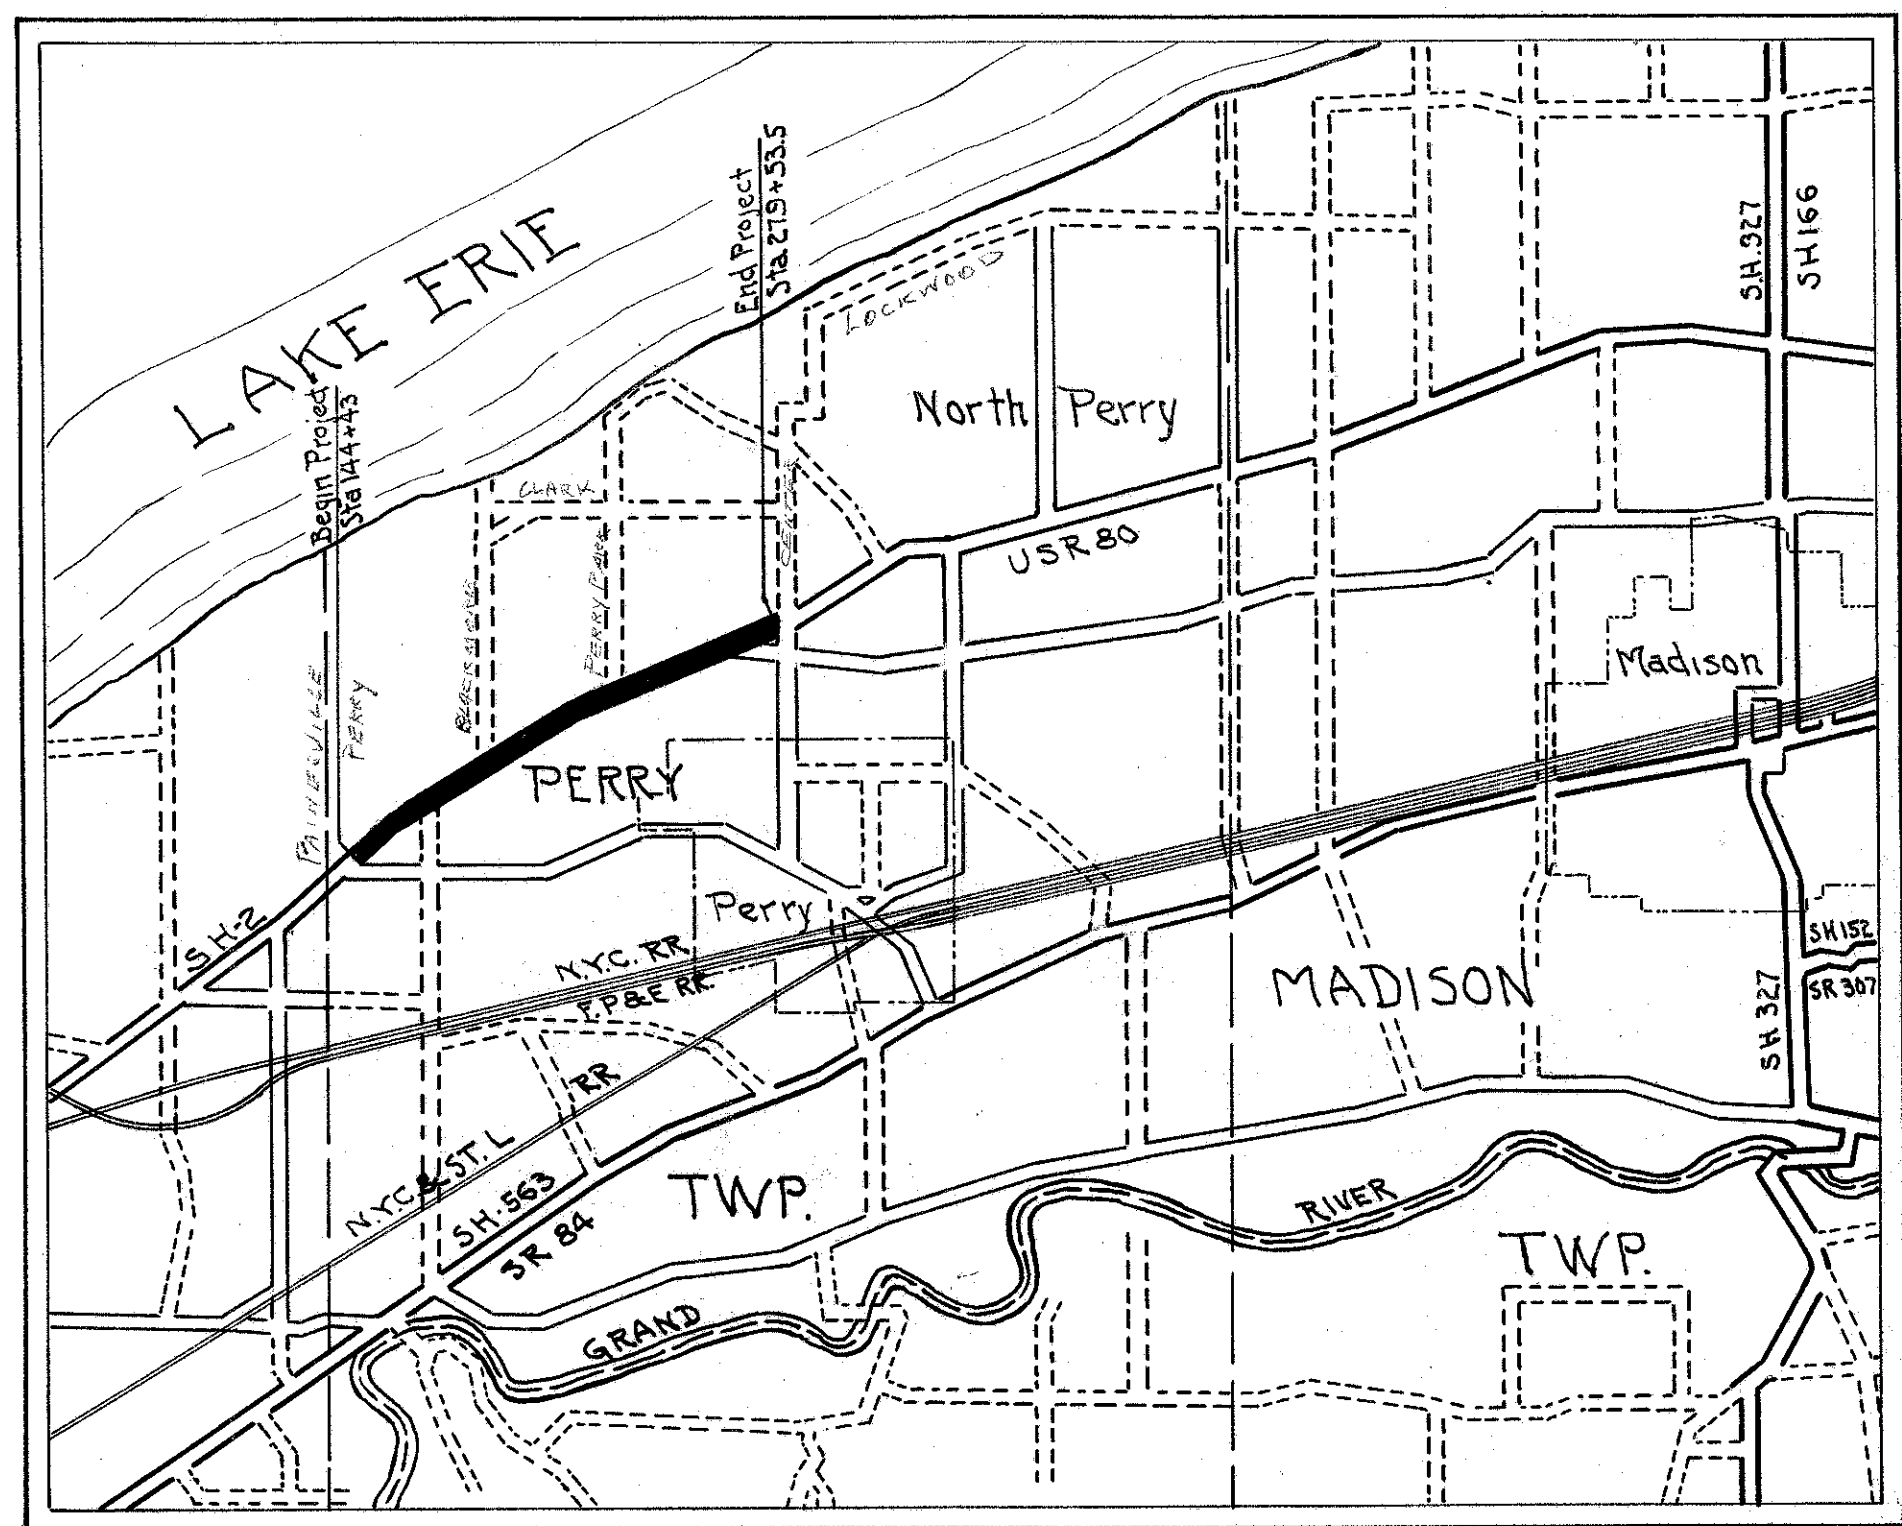 LAKE ERIE
Begin Project
Sta 144+43
End Project
Sta 279+53.5
LOCKWOOD
S.H. 327
SH 166
North Perry
CLARK
PERRY PARK
CENTER
USR 80
PAINESVILLE
PERRY
Madison
PERRY
Perry
SH-2
N.Y.C. RR
F.P&E RR.
MADISON
SH 152
SR 307
SH 327
RR
N.Y.C.& ST. L
SH-563
SR 84
TWP.
RIVER
TWP.
GRAND